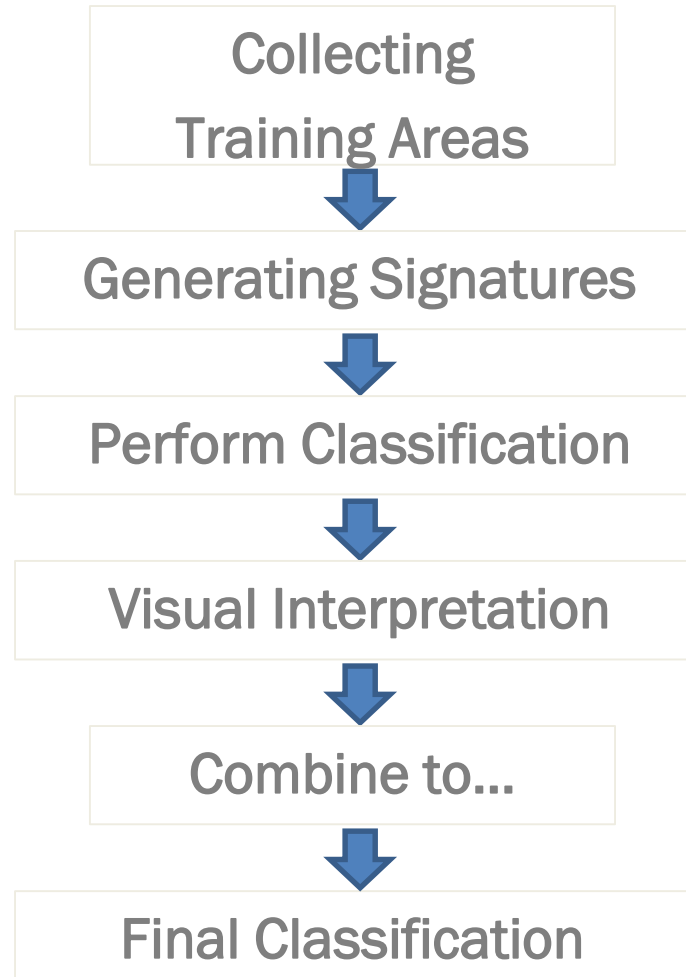 Collecting
Training Areas
Generating Signatures
Perform Classification
Visual Interpretation
Combine to...
Final Classification